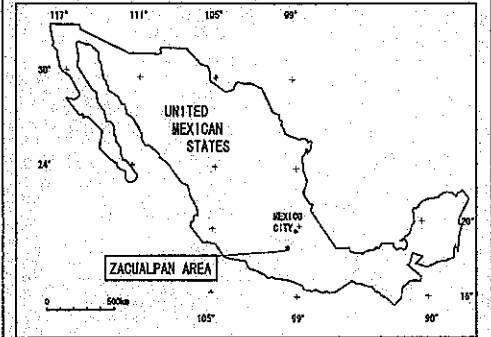 117° 111° 105° 99°
30°
UNITED
MEXICAN
STATES
24°
MEXICO
CITY
20°
ZACUALPAN AREA
0 500km
16°
105° 99° 90°